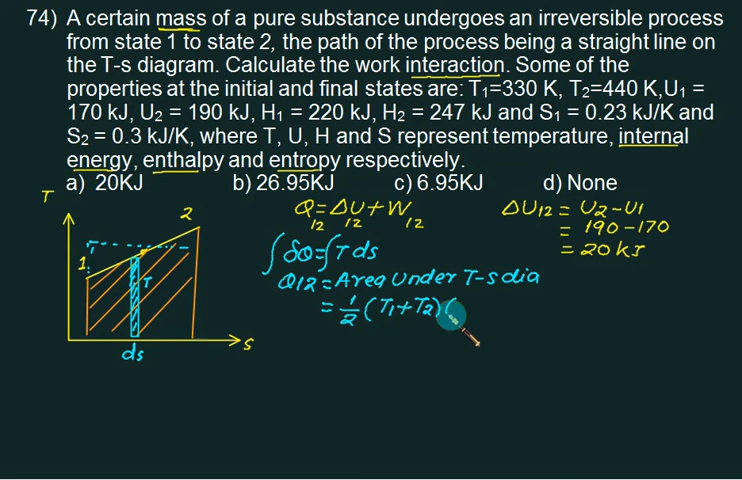 74) A certain mass of a pure substance undergoes an irreversible process
from state 1 to state 2, the path of the process being a straight line on
the T-s diagram. Calculate the work interaction. Some of the
properties at the initial and final states are: T₁=330 K, T₂=440 K,U₁ =
170 kJ, U₂ = 190 kJ, H₁ = 220 kJ, H₂ = 247 kJ and S₁ = 0.23 kJ/K and
S₂ = 0.3 kJ/K, where T, U, H and S represent temperature, internal
energy, enthalpy and entropy respectively.
a) 20KJ b) 26.95KJ c) 6.95KJ d) None
T
2
1
T
T
ds
S
Q₁₂ = ΔU₁₂ + W₁₂
∫ δQ = ∫ T ds
Q12 = Area Under T-s dia
= 1/2 (T₁+T₂)(
ΔU12 = U2-U1
= 190-170
= 20 kJ